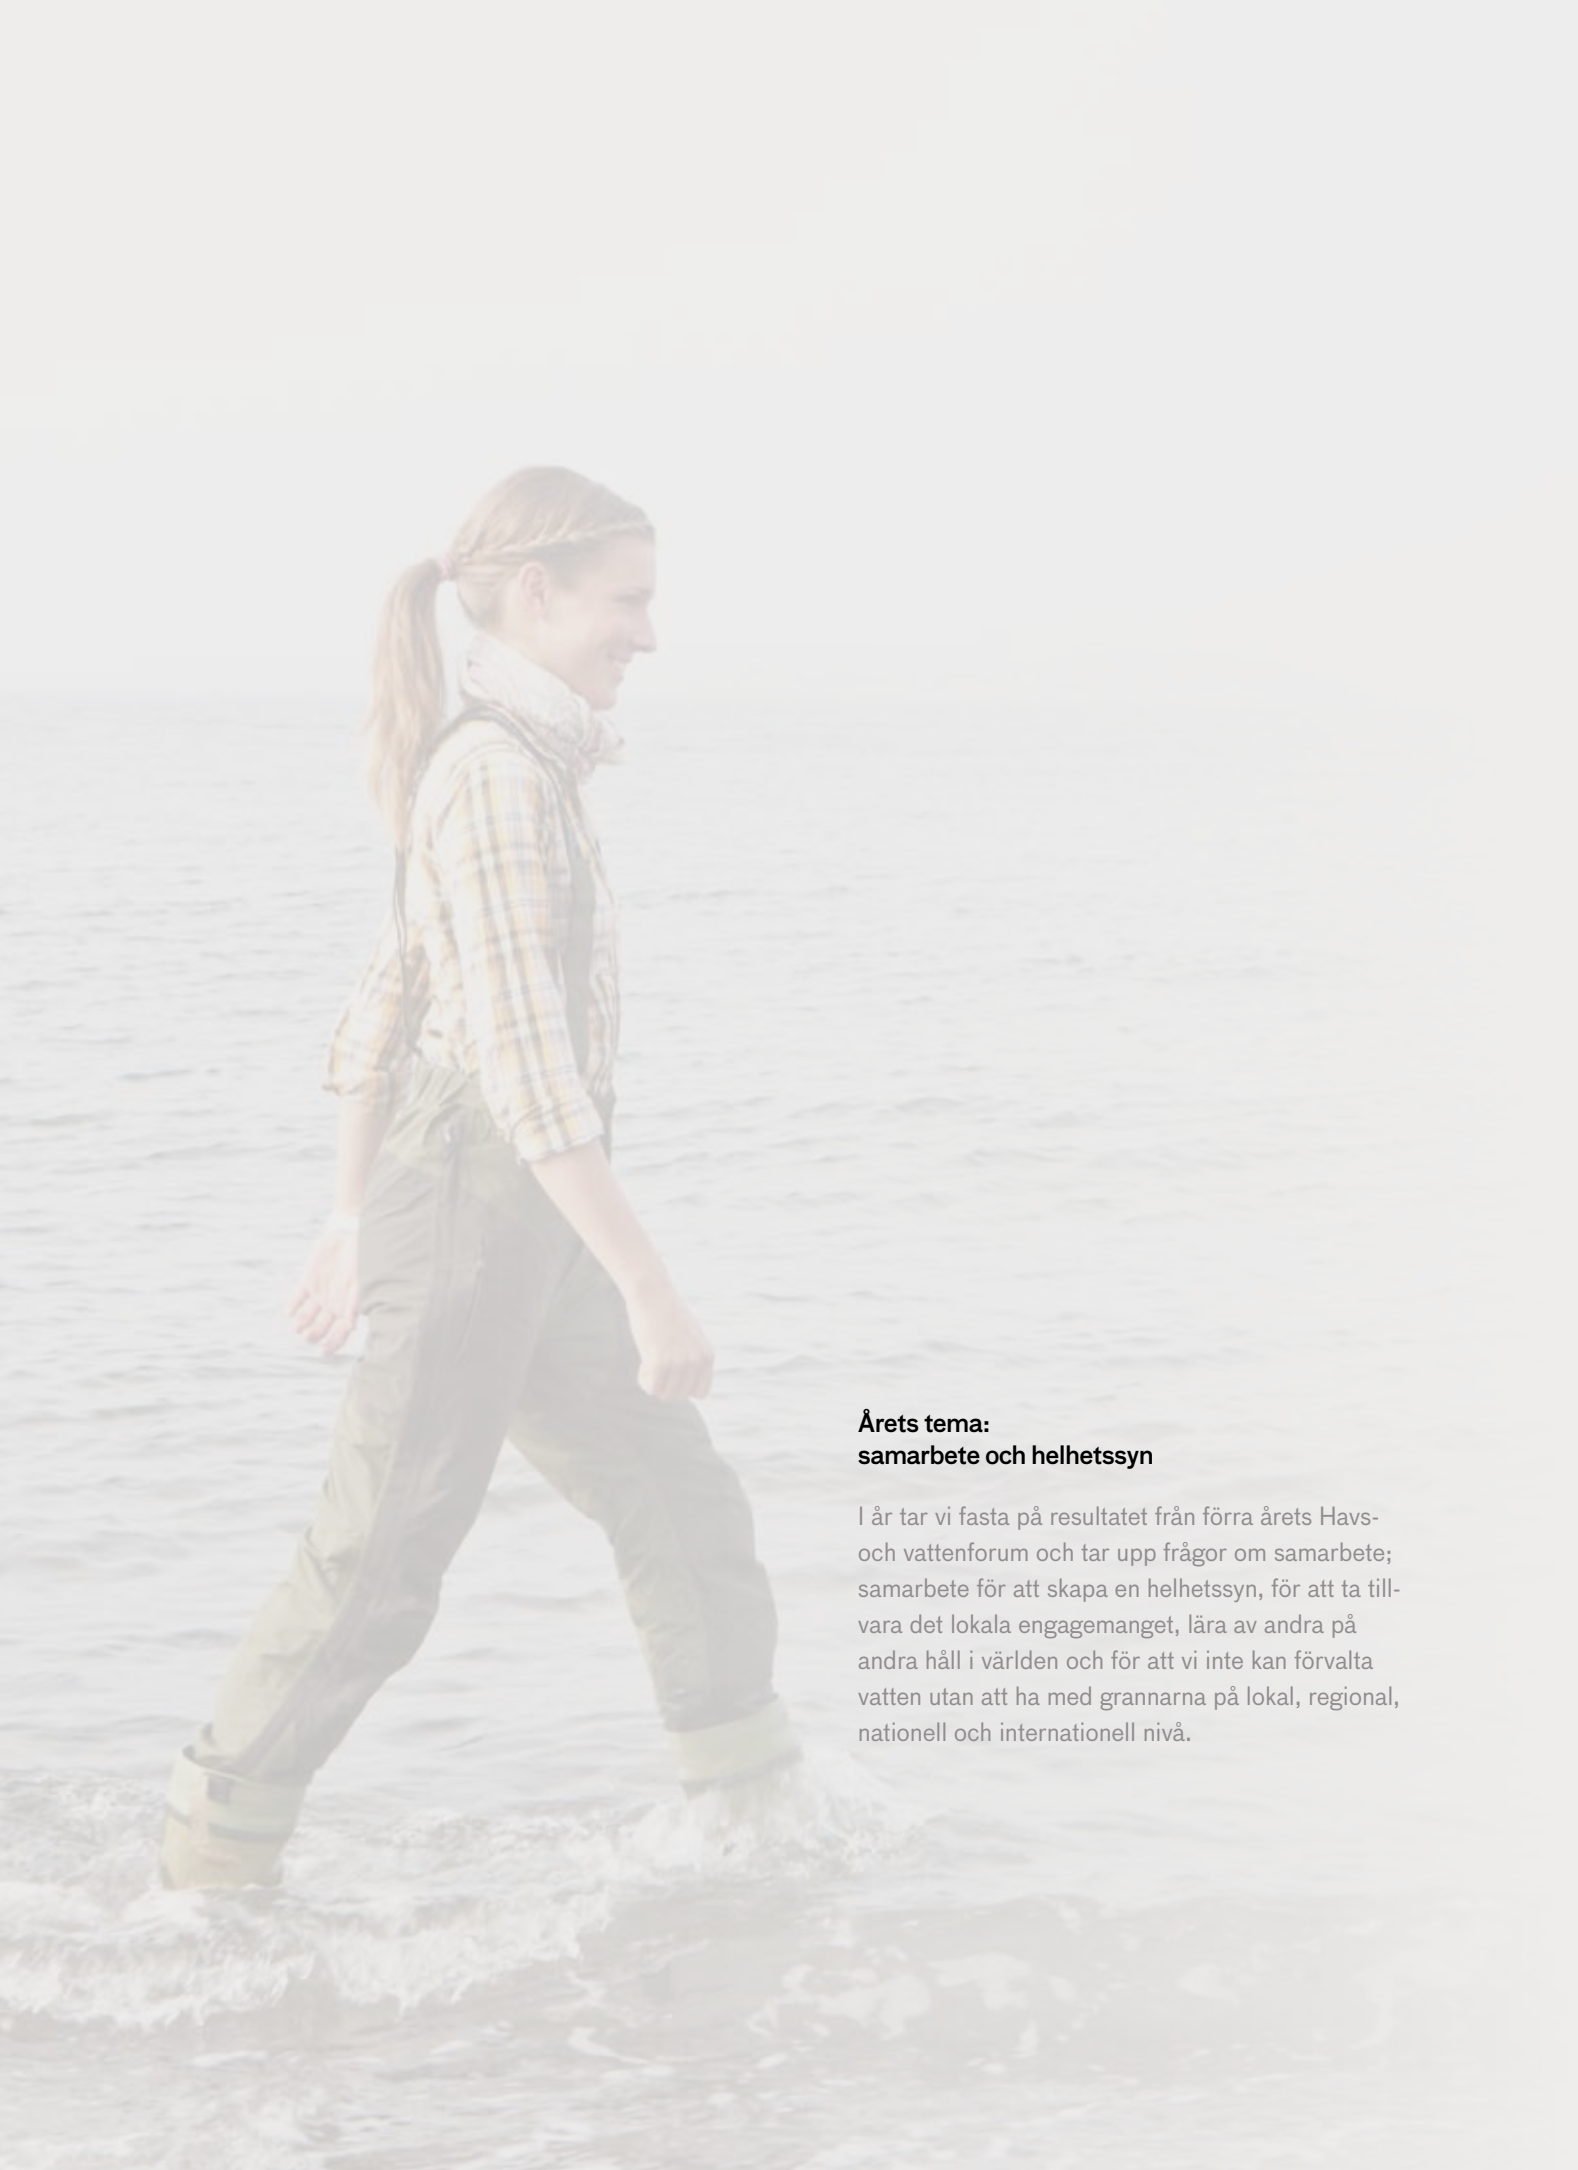 Årets tema:
samarbete och helhetssyn
I år tar vi fasta på resultatet från förra årets Havs-
och vattenforum och tar upp frågor om samarbete;
samarbete för att skapa en helhetssyn, för att ta till-
vara det lokala engagemanget, lära av andra på
andra håll i världen och för att vi inte kan förvalta
vatten utan att ha med grannarna på lokal, regional,
nationell och internationell nivå.